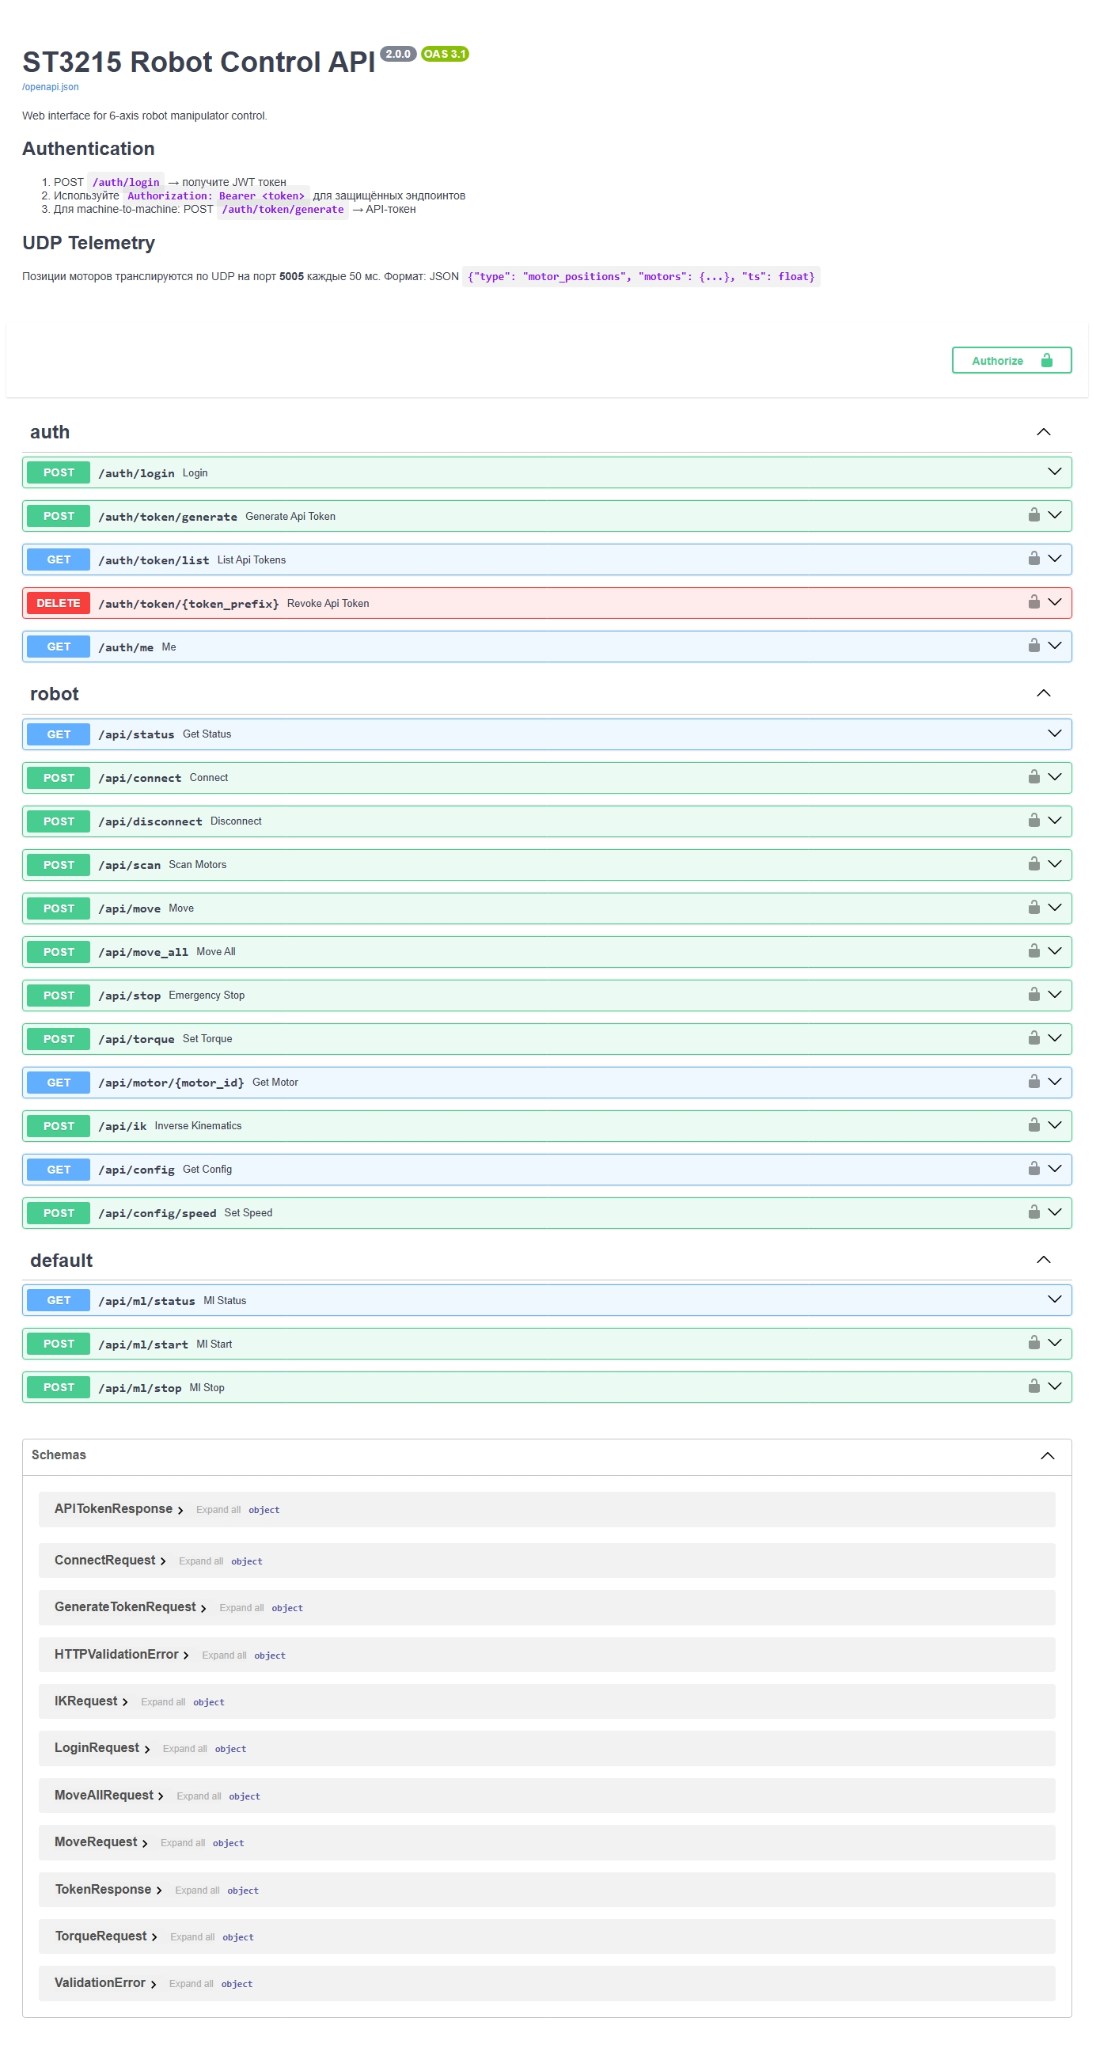 ST3215 Robot Control API 2.0.0 OAS 3.1
/openapi.json
Web interface for 6-axis robot manipulator control.
Authentication
1. POST /auth/login → получите JWT токен
2. Используйте Authorization: Bearer <token> для защищённых эндпоинтов
3. Для machine-to-machine: POST /auth/token/generate → API-токен
UDP Telemetry
Позиции моторов транслируются по UDP на порт 5005 каждые 50 мс. Формат: JSON {"type": "motor_positions", "motors": {...}, "ts": float}
Authorize
auth
POST /auth/login Login
POST /auth/token/generate Generate Api Token
GET /auth/token/list List Api Tokens
DELETE /auth/token/{token_prefix} Revoke Api Token
GET /auth/me Me
robot
GET /api/status Get Status
POST /api/connect Connect
POST /api/disconnect Disconnect
POST /api/scan Scan Motors
POST /api/move Move
POST /api/move_all Move All
POST /api/stop Emergency Stop
POST /api/torque Set Torque
GET /api/motor/{motor_id} Get Motor
POST /api/ik Inverse Kinematics
GET /api/config Get Config
POST /api/config/speed Set Speed
default
GET /api/ml/status Ml Status
POST /api/ml/start Ml Start
POST /api/ml/stop Ml Stop
Schemas
APITokenResponse Expand all object
ConnectRequest Expand all object
GenerateTokenRequest Expand all object
HTTPValidationError Expand all object
IKRequest Expand all object
LoginRequest Expand all object
MoveAllRequest Expand all object
MoveRequest Expand all object
TokenResponse Expand all object
TorqueRequest Expand all object
ValidationError Expand all object